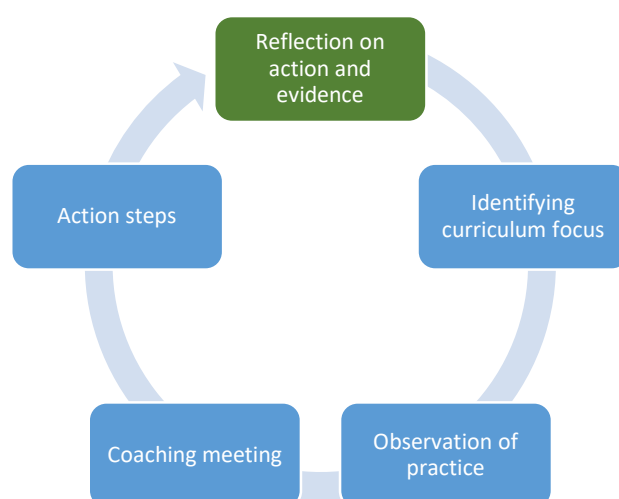 Reflection on
action and
evidence
Identifying
curriculum focus
Observation of
practice
Coaching meeting
Action steps